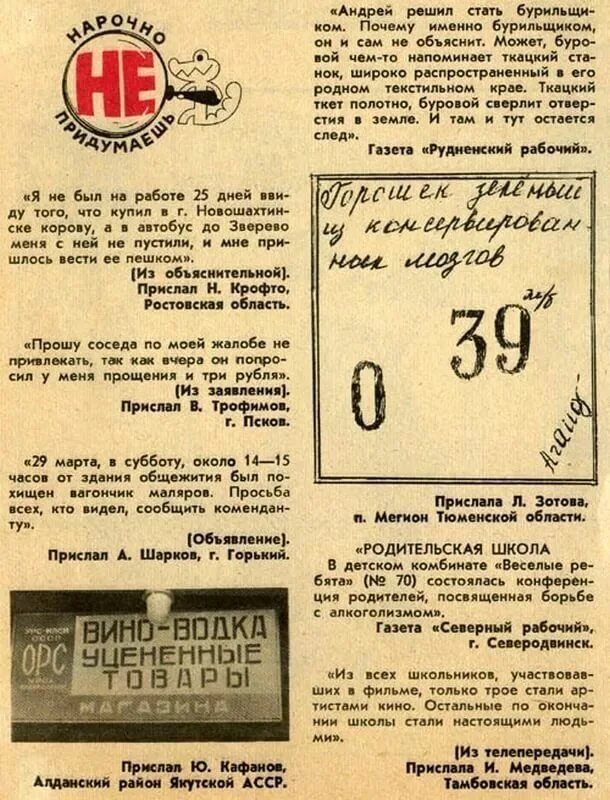 НАРОЧНО
НЕ
ПРИДУМАЕШЬ
«Я не был на работе 25 дней вви-
ду того, что купил в г. Новошахтин-
ске корову, а в автобус до Зверево
меня с ней не пустили, и мне при-
шлось вести ее пешком».
(Из объяснительной).
Прислал Н. Крофто,
Ростовская область.
«Прошу соседа по моей жалобе не
привлекать, так как вчера он попро-
сил у меня прощения и три рубля».
(Из заявления).
Прислал В. Трофимов,
г. Псков.
«29 марта, в субботу, около 14—15
часов от здания общежития был по-
хищен вагончик маляров. Просьба
всех, кто видел, сообщить комендан-
ту».
(Объявление).
Прислал А. Шарков, г. Горький.
ОРС
ВИНО-ВОДКА
УЦЕНЕННЫЕ
ТОВАРЫ
МАГАЗИНА
Прислал Ю. Кафанов,
Алданский район Якутской АССР.
«Андрей решил стать бурильщи-
ком. Почему именно бурильщиком,
он и сам не объяснит. Может, буро-
вой чем-то напоминает ткацкий ста-
нок, широко распространенный в его
родном текстильном крае. Ткацкий
ткет полотно, буровой сверлит отвер-
стия в земле. И там и тут остается
след».
Газета «Рудненский рабочий».
Горошек зелёный
из консервирован-
ных мозгов
0 39
Прислала Л. Зотова,
п. Мегион Тюменской области.
«РОДИТЕЛЬСКАЯ ШКОЛА
В детском комбинате «Веселые ре-
бята» (№ 70) состоялась конферен-
ция родителей, посвященная борьбе
с алкоголизмом».
Газета «Северный рабочий»,
г. Северодвинск.
«Из всех школьников, участвовав-
ших в фильме, только трое стали ар-
тистами кино. Остальные по оконча-
нии школы стали настоящими людь-
ми».
(Из телепередачи).
Прислала И. Медведева,
Тамбовская область.